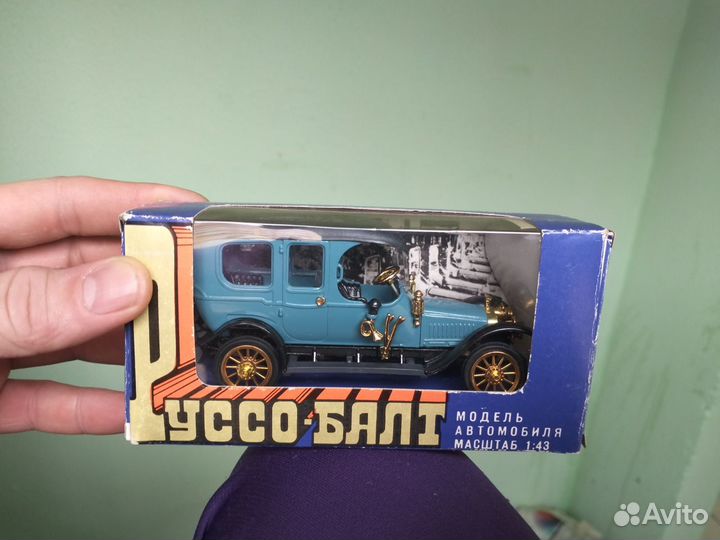 РУССО-БАЛТ
МОДЕЛЬ
АВТОМОБИЛЯ
МАСШТАБ 1:43
Avito